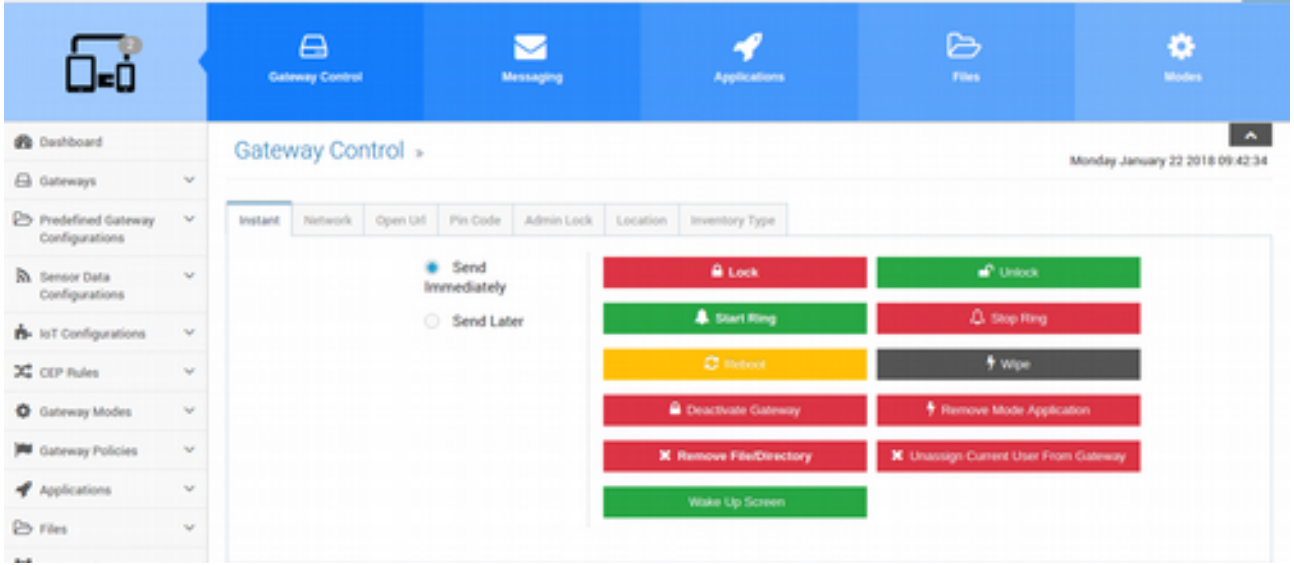 2
Gateway Control
Messaging
Applications
Files
Modes
Dashboard
Gateway Control »
Monday January 22 2018 09:42:34
Gateways
Predefined Gateway
Configurations
Sensor Data
Configurations
IoT Configurations
CEP Rules
Gateway Modes
Gateway Policies
Applications
Files
Instant
Network
Open Url
Pin Code
Admin Lock
Location
Inventory Type
Send
Immediately
Send Later
Lock
Unlock
Start Ring
Stop Ring
Reboot
Wipe
Deactivate Gateway
Remove Mode Application
Remove File/Directory
Unassign Current User From Gateway
Wake Up Screen